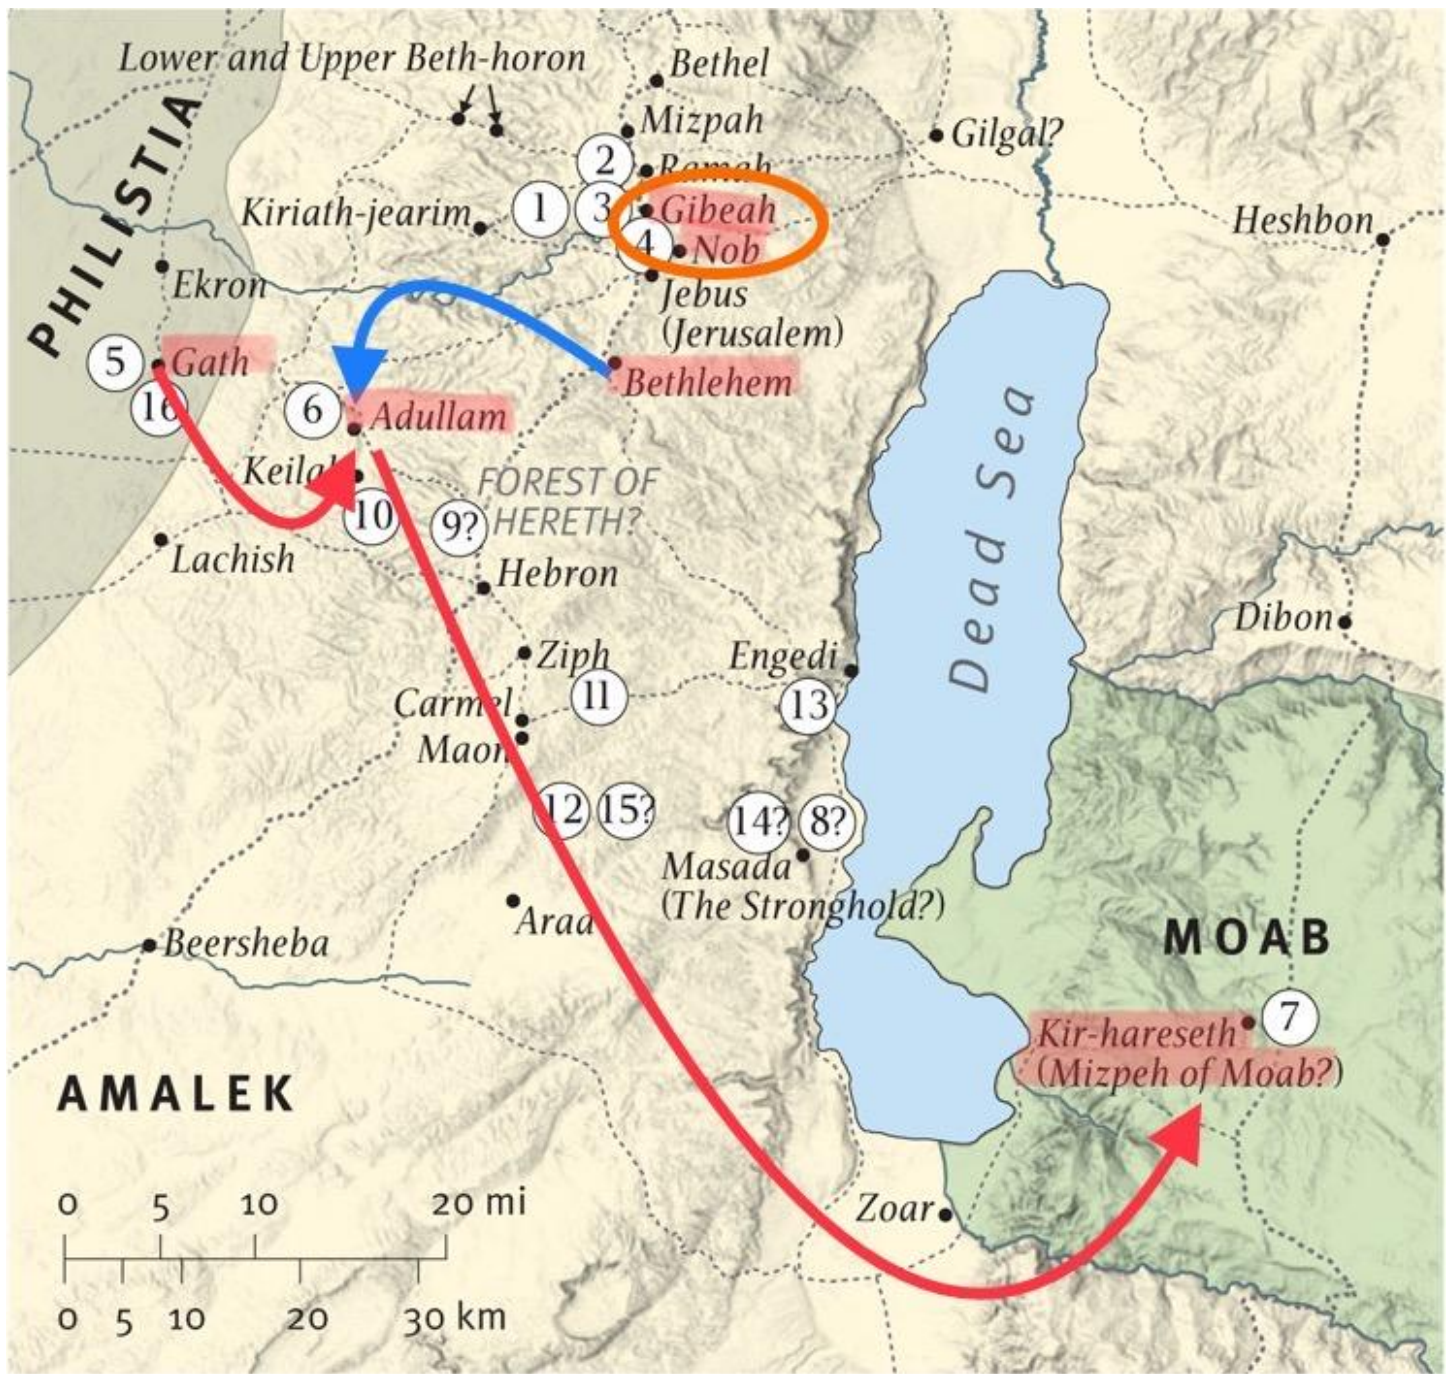 Lower and Upper Beth-horon
Bethel
Mizpah
Gilgal?
2
Ramah
PHILISTIA
Kiriath-jearim
1
3
Gibeah
Heshbon
4
Nob
Ekron
Jebus
(Jerusalem)
5
Gath
Bethlehem
16
6
Adullam
Dead Sea
Keilah
FOREST OF
HERETH?
10
9?
Lachish
Hebron
Dibon
Ziph
Engedi
11
Carmel
13
Maon
12
15?
14?
8?
Masada
(The Stronghold?)
Arad
MOAB
Beersheba
7
Kir-hareseth
(Mizpeh of Moab?)
AMALEK
0 5 10 20 mi
Zoar
0 5 10 20 30 km